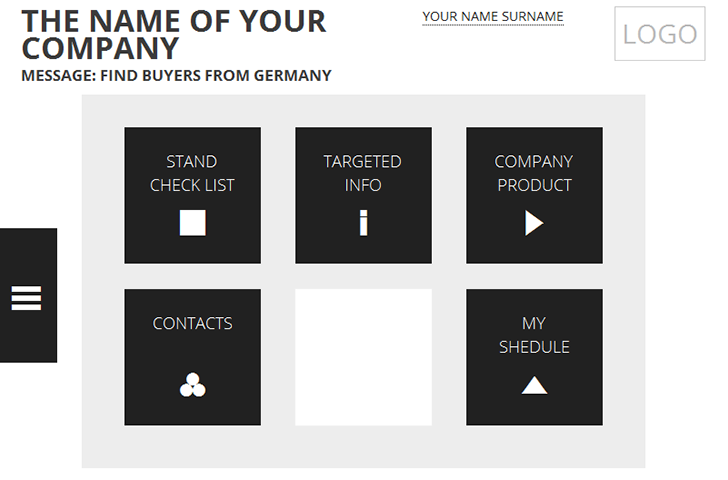 THE NAME OF YOUR
COMPANY
MESSAGE: FIND BUYERS FROM GERMANY
YOUR NAME SURNAME
LOGO
STAND
CHECK LIST
TARGETED
INFO
COMPANY
PRODUCT
CONTACTS
MY
SHEDULE